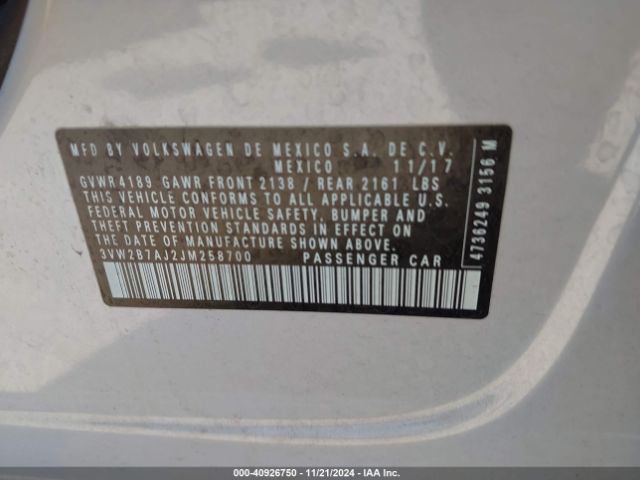 MFD BY VOLKSWAGEN DE MEXICO S.A. DE C.V.
MEXICO 11/17
GVWR 4189 GAWR FRONT 2138 / REAR 2161 LBS
THIS VEHICLE CONFORMS TO ALL APPLICABLE U.S.
FEDERAL MOTOR VEHICLE SAFETY, BUMPER AND
THEFT PREVENTION STANDARDS IN EFFECT ON
THE DATE OF MANUFACTURE SHOWN ABOVE.
3VW2B7AJ2JM258700 PASSENGER CAR
4736249 3156 M
000-40926750 - 11/21/2024 - IAA Inc.